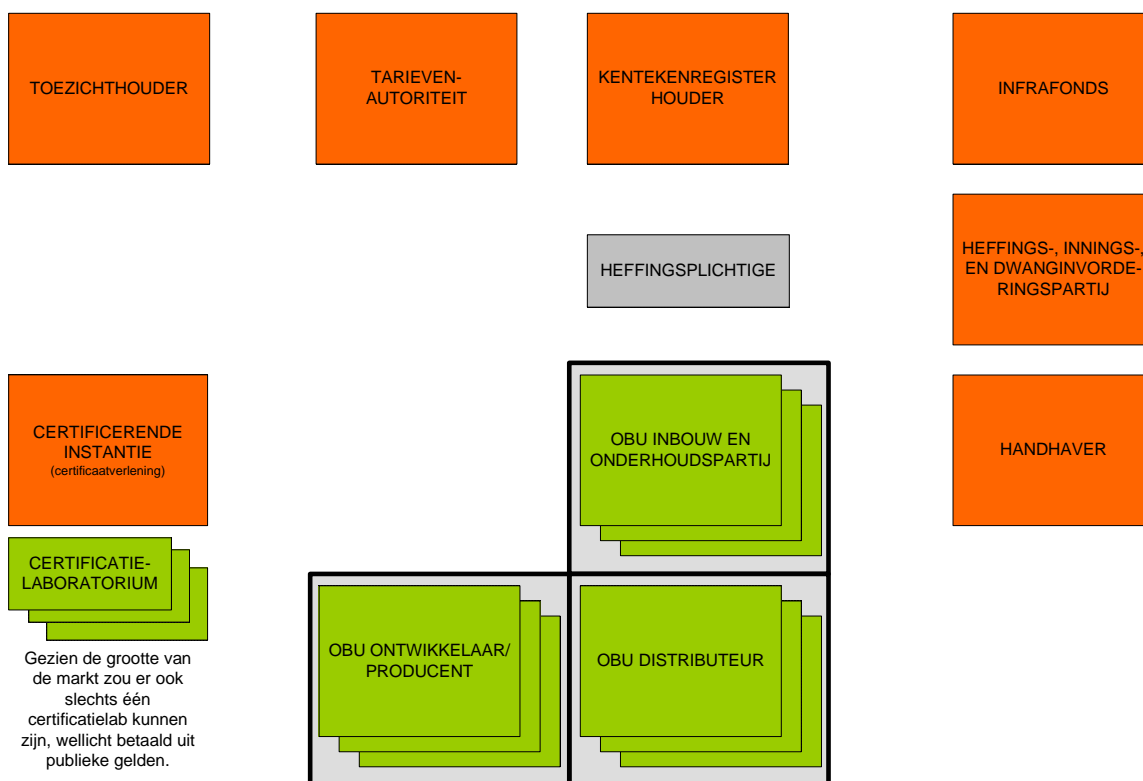 TOEZICHTHOUDER
TARIEVEN-
AUTORITEIT
KENTEKENREGISTER
HOUDER
INFRAFONDS
HEFFINGSPLICHTIGE
HEFFINGS-, INNINGS-,
EN DWANGINVORDE-
RINGSPARTIJ
CERTIFICERENDE
INSTANTIE
(certificaatverlening)
OBU INBOUW EN
ONDERHOUDSPARTIJ
HANDHAVER
CERTIFICATIE-
LABORATORIUM
Gezien de grootte van
de markt zou er ook
slechts één
certificatielab kunnen
zijn, wellicht betaald uit
publieke gelden.
OBU ONTWIKKELAAR/
PRODUCENT
OBU DISTRIBUTEUR